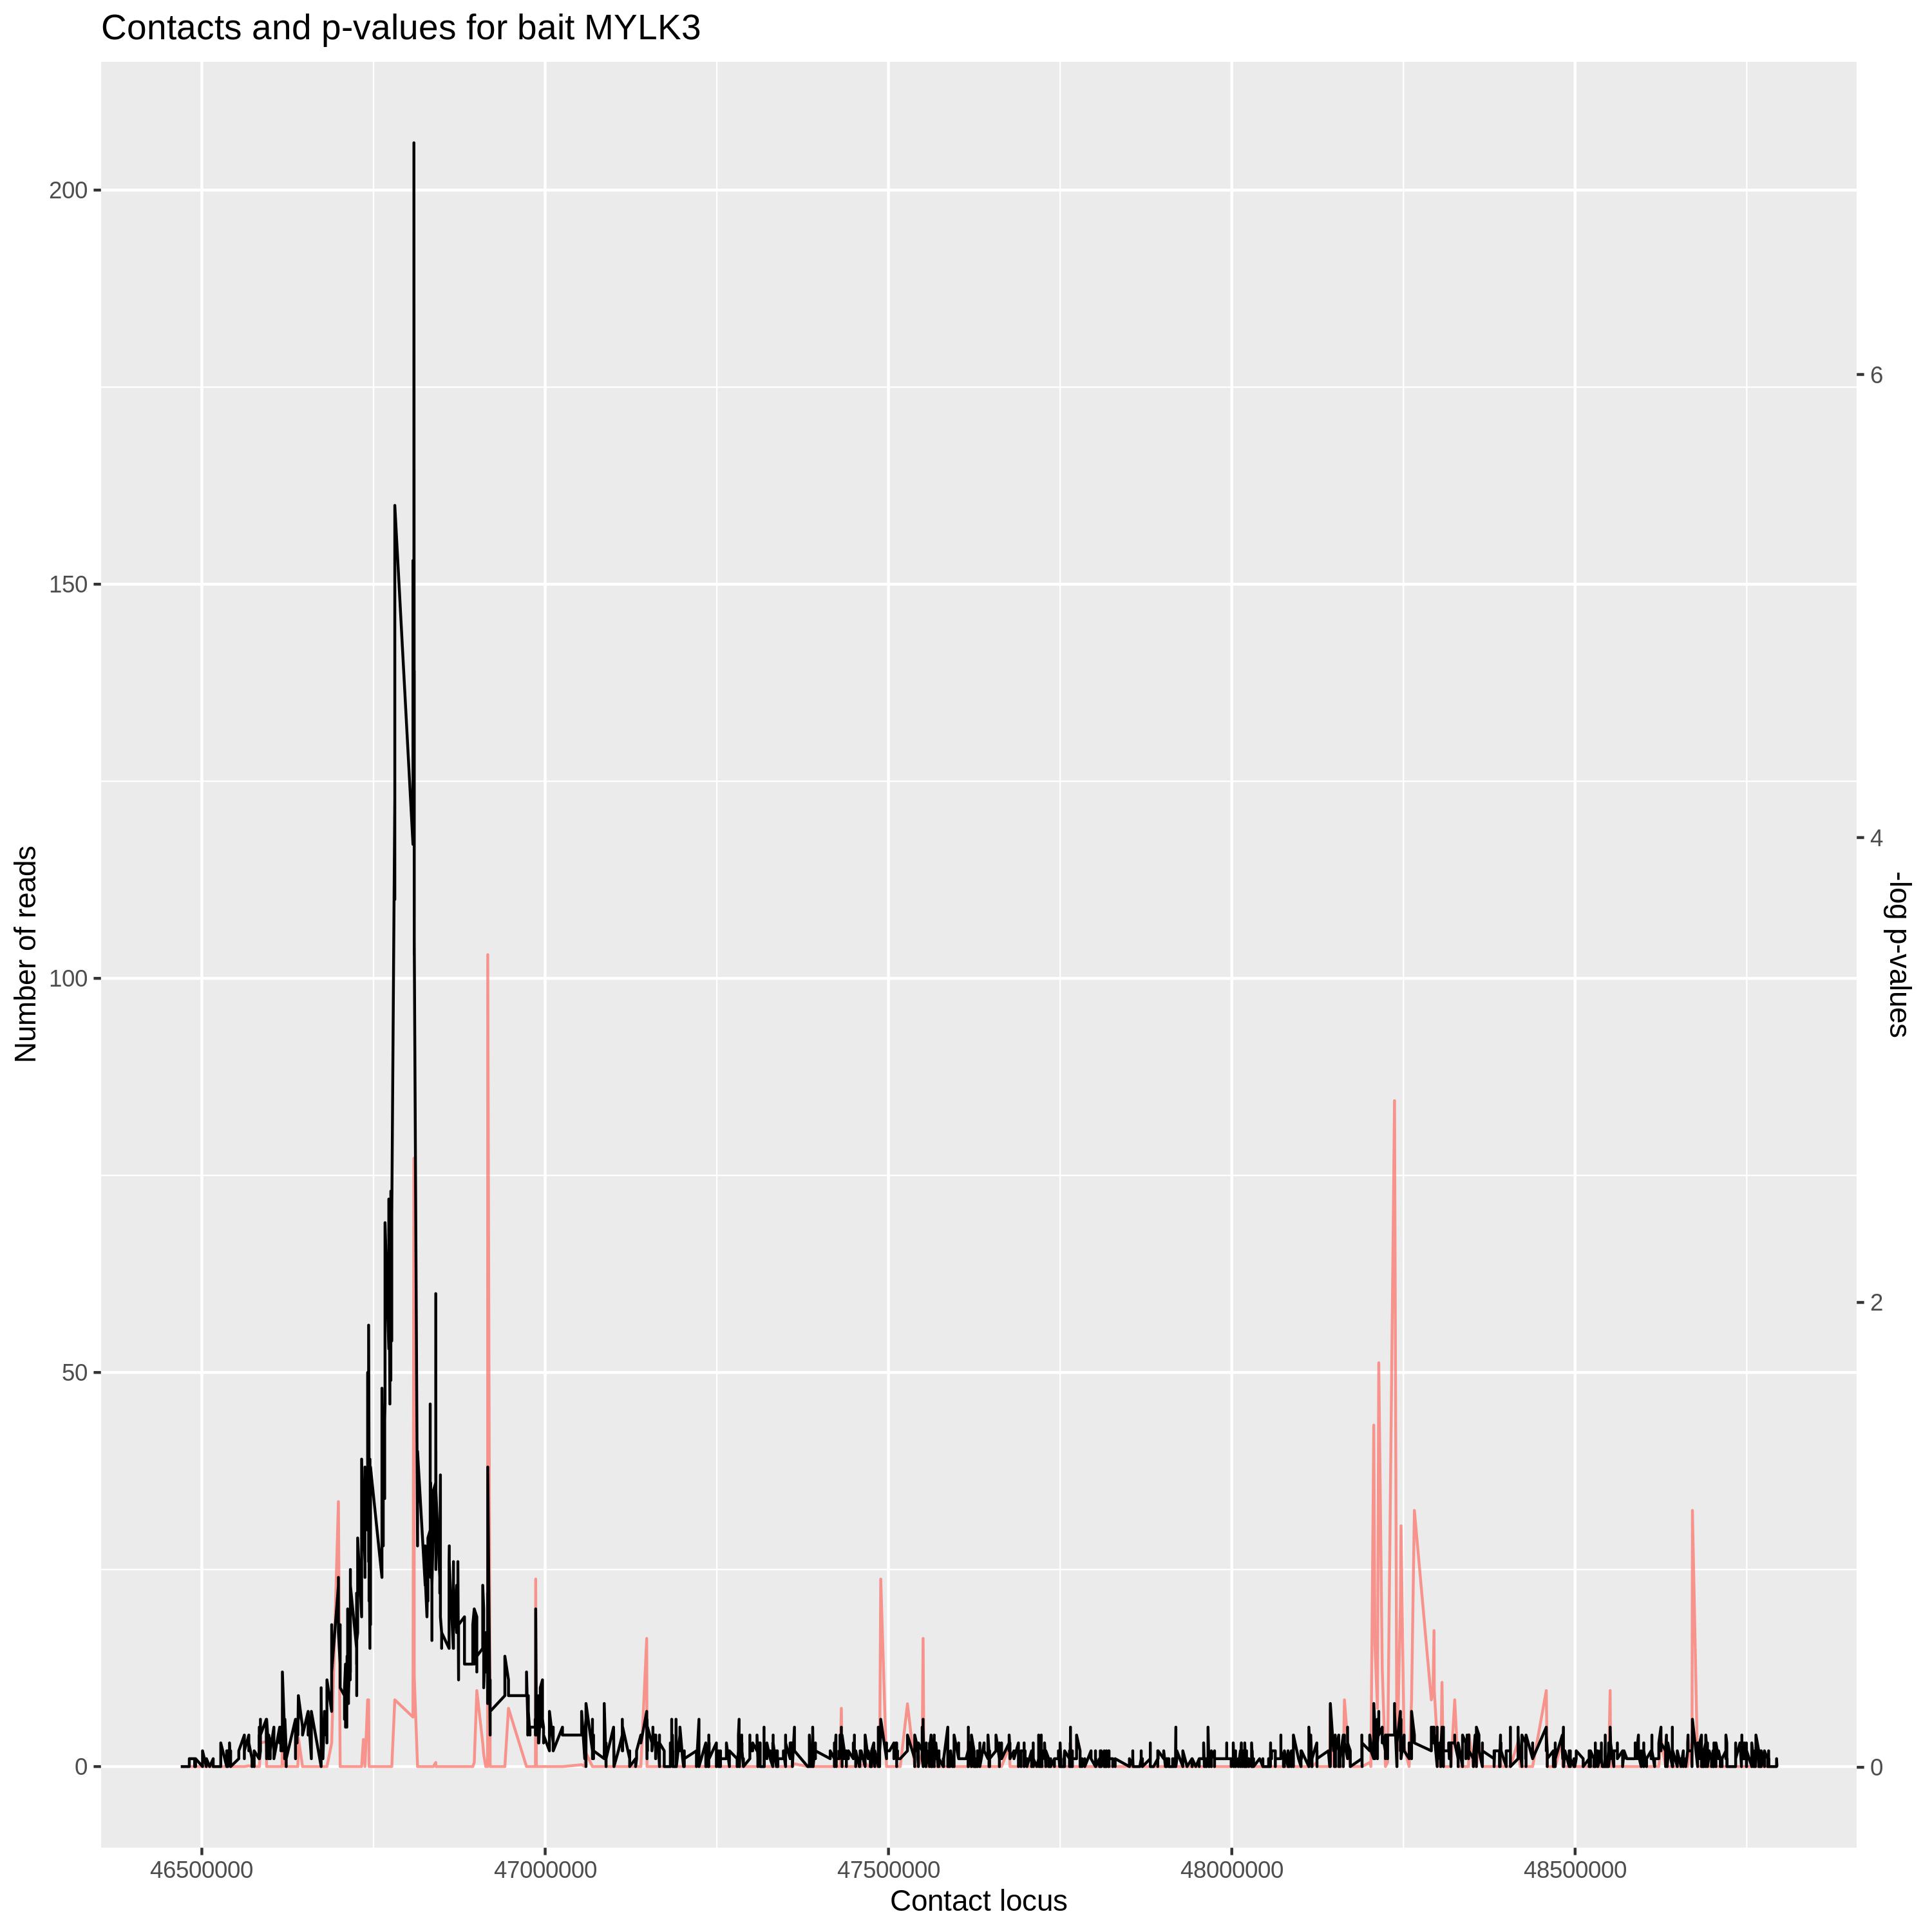 Contacts and p-values for bait MYLK3
200
150
100
50
0
Number of reads
6
4
2
0
-log p-values
46500000 47000000 47500000 48000000 48500000
Contact locus